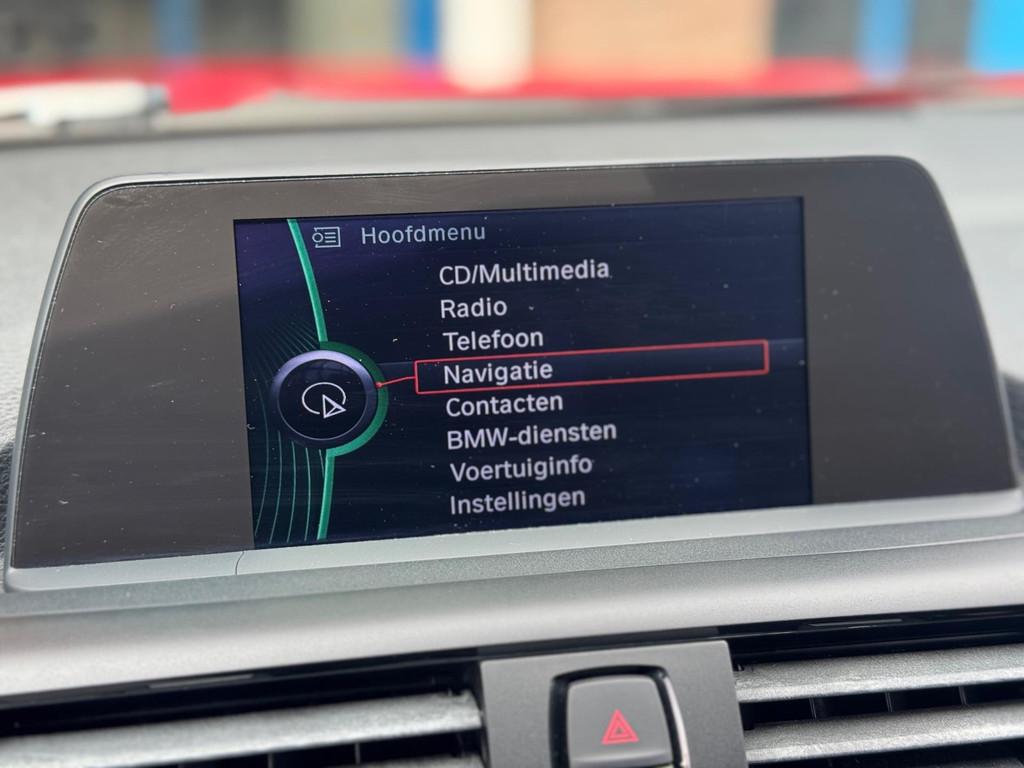 Hoofdmenu
CD/Multimedia
Radio
Telefoon
Navigatie
Contacten
BMW-diensten
Voertuiginfo
Instellingen